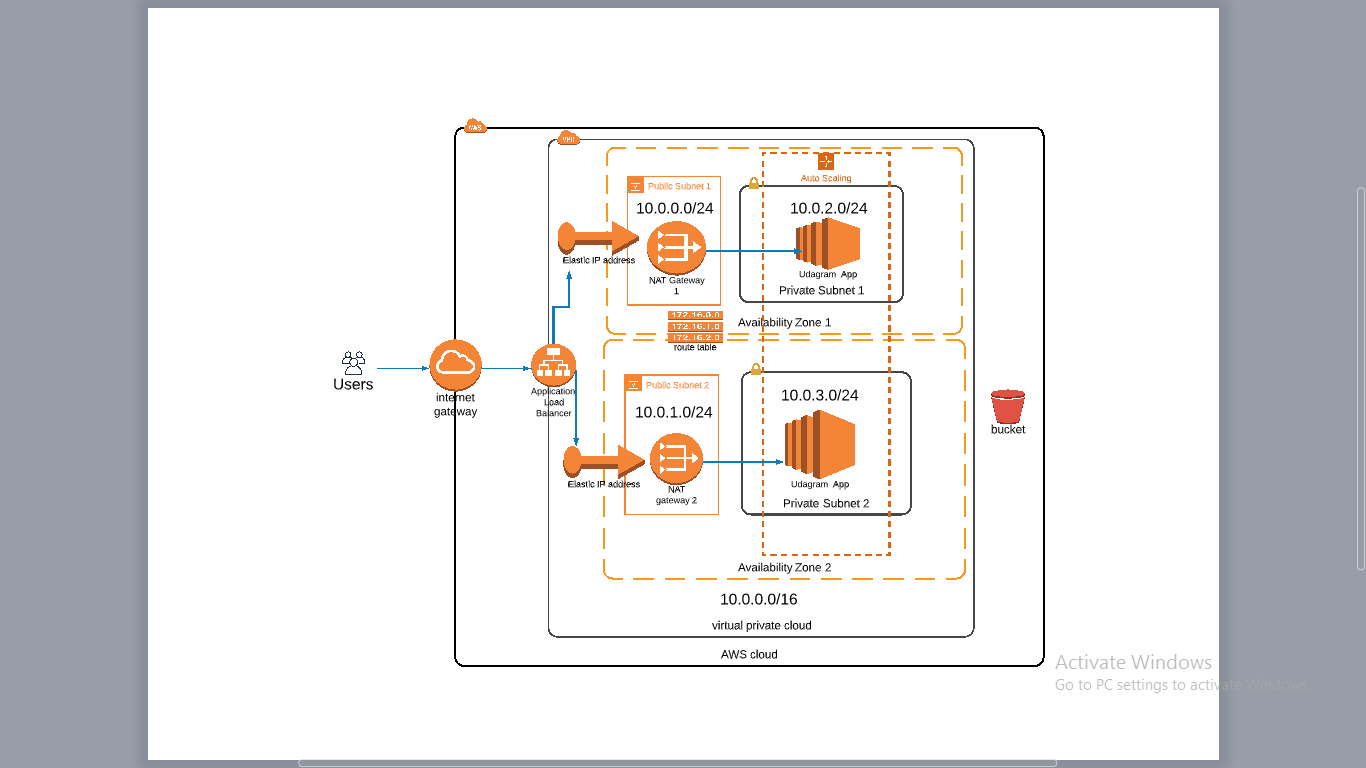 AWS
VPC
Auto Scaling
Public Subnet 1
10.0.0.0/24
10.0.2.0/24
Elastic IP address
NAT Gateway
1
Udagram App
Private Subnet 1
172.16.0.0
172.16.1.0
172.16.2.0
route table
Availability Zone 1
Users
internet
gateway
Application
Load
Balancer
Public Subnet 2
10.0.1.0/24
10.0.3.0/24
bucket
Elastic IP address
NAT
gateway 2
Udagram App
Private Subnet 2
Availability Zone 2
10.0.0.0/16
virtual private cloud
AWS cloud
Activate Windows
Go to PC settings to activate Windows.